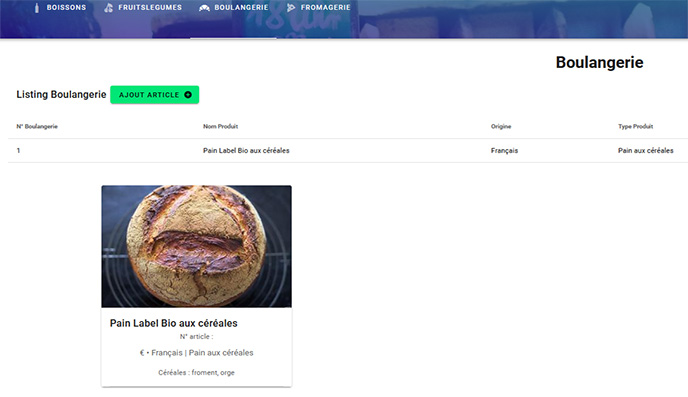 BOISSONS FRUITSLEGUMES BOULANGERIE FROMAGERIE
Boulangerie
Listing Boulangerie AJOUT ARTICLE
N° Boulangerie Nom Produit Origine Type Produit
1 Pain Label Bio aux céréales Français Pain aux céréales
Pain Label Bio aux céréales
N° article :
€ • Français | Pain aux céréales
Céréales : froment, orge